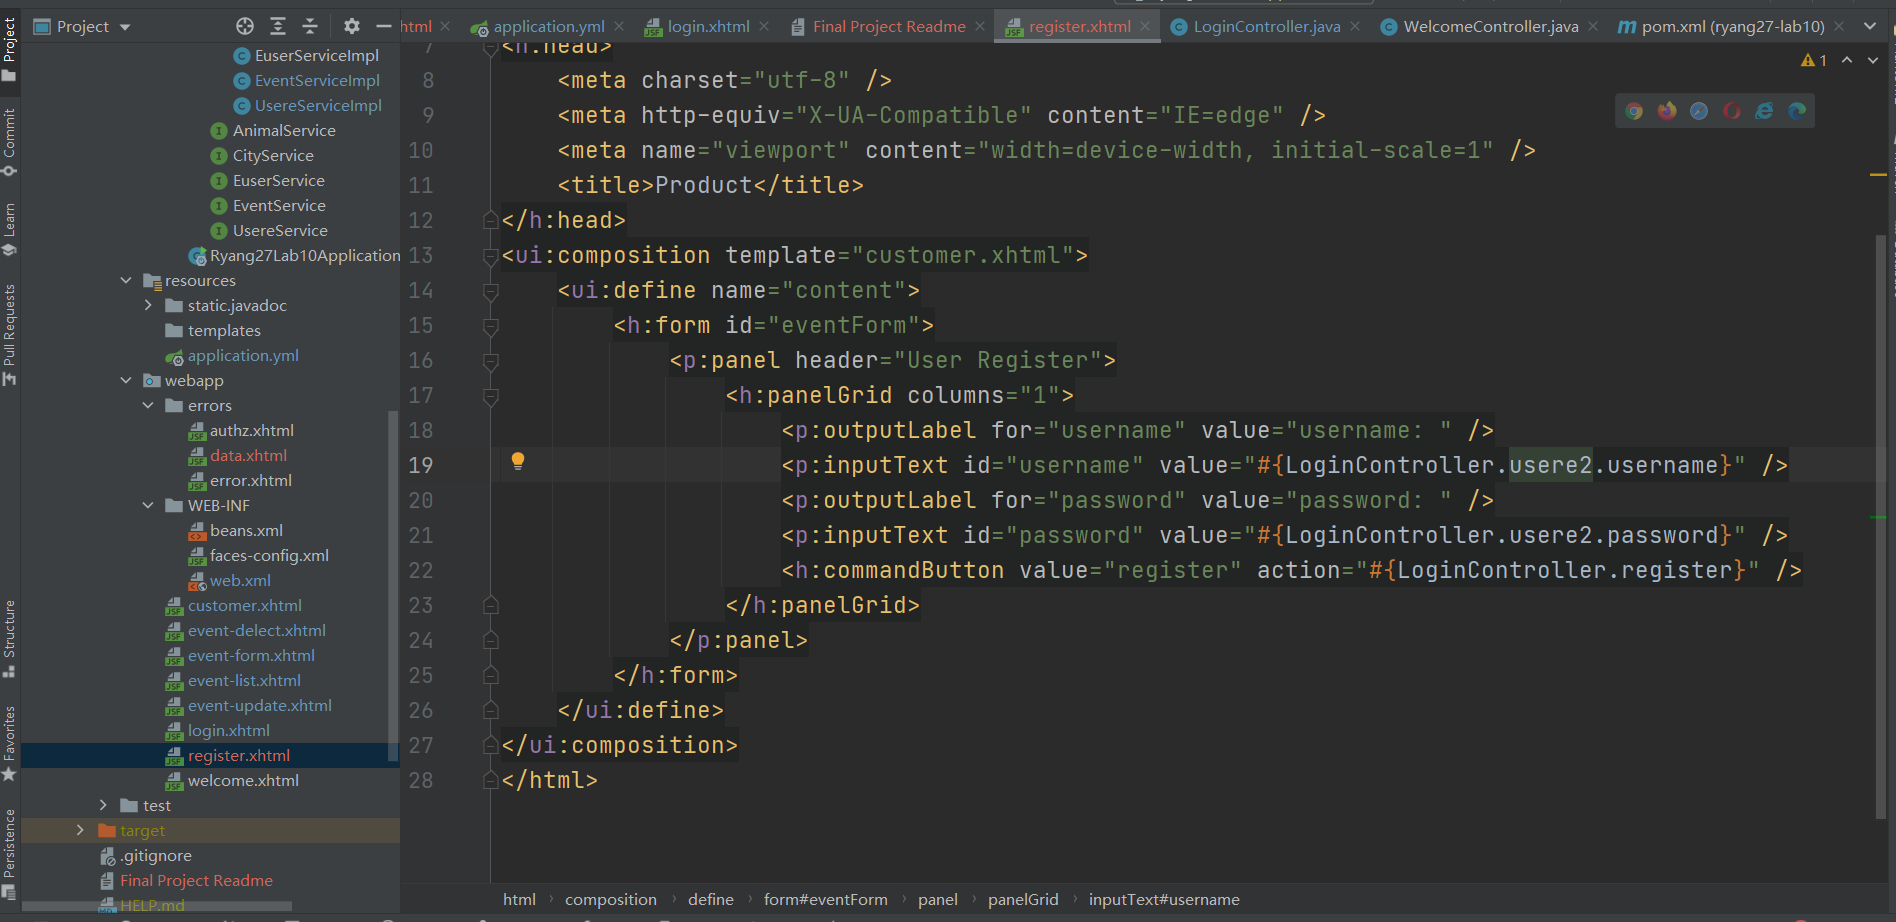 Project
html
application.yml
login.xhtml
Final Project Readme
register.xhtml
LoginController.java
WelcomeController.java
pom.xml (ryang27-lab10)
Project
Commit
Learn
Pull Requests
Structure
Favorites
Persistence
EuserServiceImpl
EventServiceImpl
UsereServiceImpl
AnimalService
CityService
EuserService
EventService
UsereService
Ryang27Lab10Application
resources
static.javadoc
templates
application.yml
webapp
errors
authz.xhtml
data.xhtml
error.xhtml
WEB-INF
beans.xml
faces-config.xml
web.xml
customer.xhtml
event-delect.xhtml
event-form.xhtml
event-list.xhtml
event-update.xhtml
login.xhtml
register.xhtml
welcome.xhtml
test
target
.gitignore
Final Project Readme
HELP.md
1
7 <h:head>
8 <meta charset="utf-8" />
9 <meta http-equiv="X-UA-Compatible" content="IE=edge" />
10 <meta name="viewport" content="width=device-width, initial-scale=1" />
11 <title>Product</title>
12 </h:head>
13 <ui:composition template="customer.xhtml">
14 <ui:define name="content">
15 <h:form id="eventForm">
16 <p:panel header="User Register">
17 <h:panelGrid columns="1">
18 <p:outputLabel for="username" value="username: " />
19 <p:inputText id="username" value="#{LoginController.usere2.username}" />
20 <p:outputLabel for="password" value="password: " />
21 <p:inputText id="password" value="#{LoginController.usere2.password}" />
22 <h:commandButton value="register" action="#{LoginController.register}" />
23 </h:panelGrid>
24 </p:panel>
25 </h:form>
26 </ui:define>
27 </ui:composition>
28 </html>
html › composition › define › form#eventForm › panel › panelGrid › inputText#username